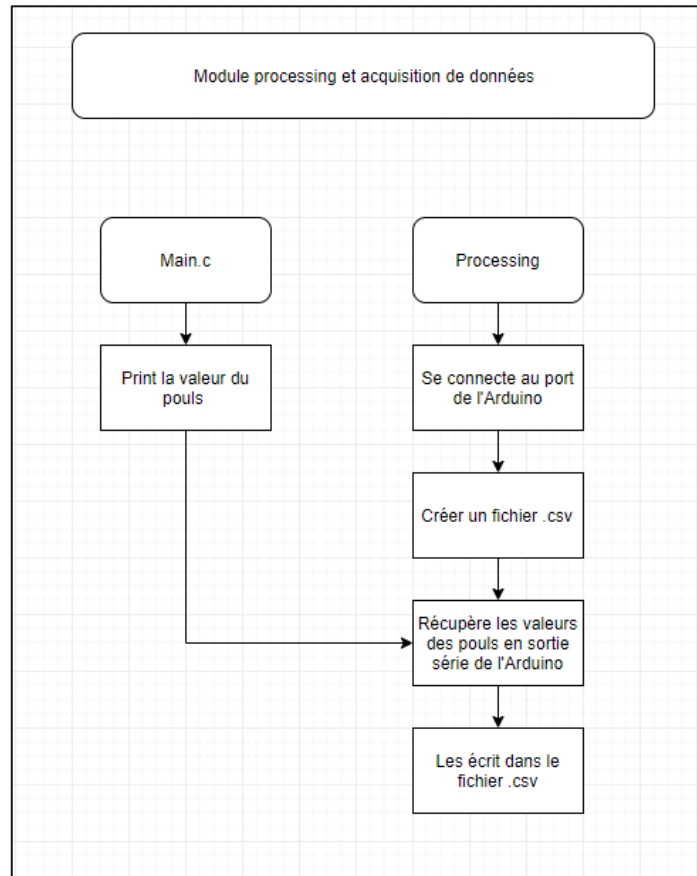 Module processing et acquisition de données
Main.c
Processing
Print la valeur du
pouls
Se connecte au port
de l'Arduino
Créer un fichier .csv
Récupère les valeurs
des pouls en sortie
série de l'Arduino
Les écrit dans le
fichier .csv